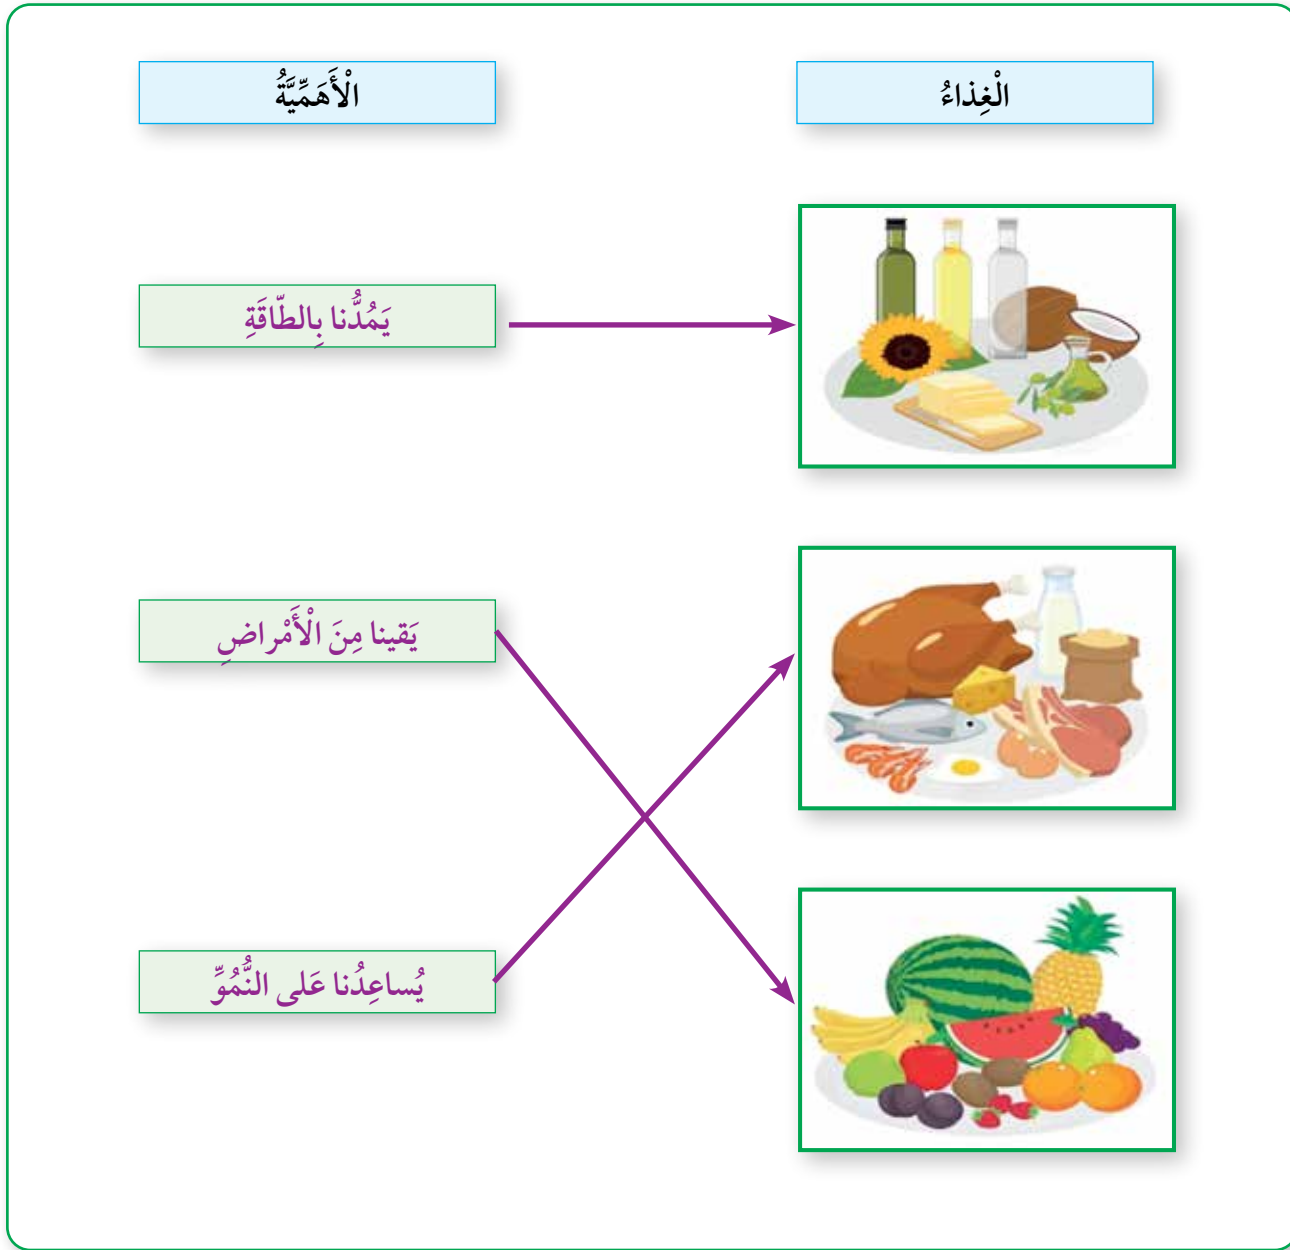 الْغِذاءُ
الْأَهَمِّيَّةُ
يَمُدُّنا بِالطّاقَةِ
يَقينا مِنَ الْأَمْراضِ
يُساعِدُنا عَلى النُّمُوِّ